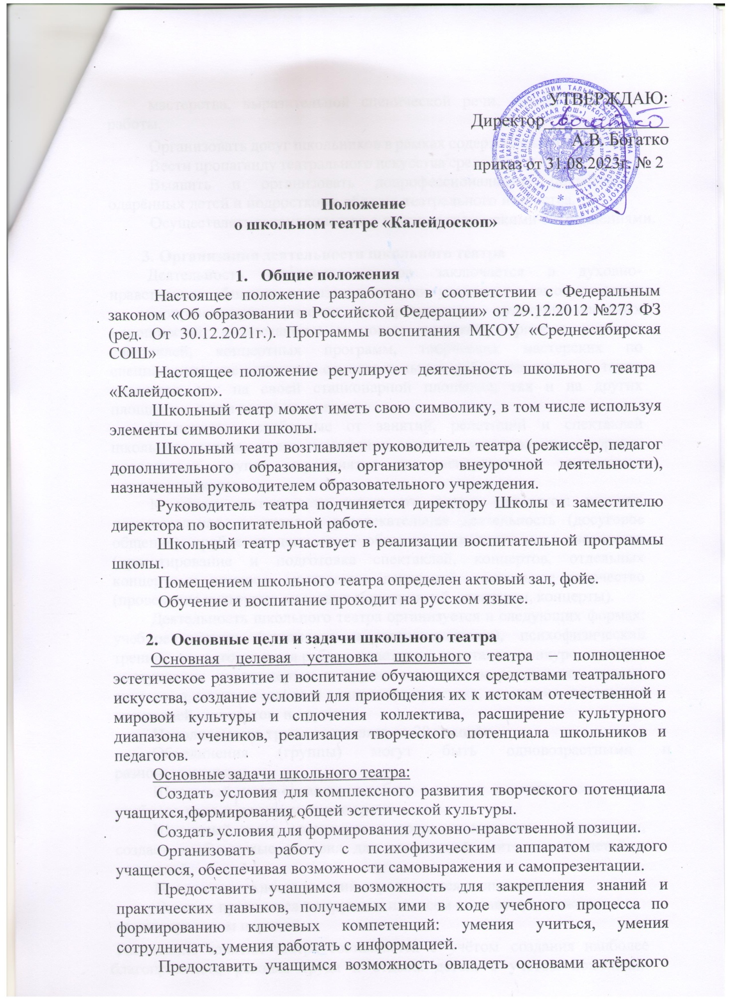 УТВЕРЖДАЮ:
Директор Богатко
А.В. Богатко
приказ от 31.08.2023г. № 2
Положение
о школьном театре «Калейдоскоп»
1. Общие положения
Настоящее положение разработано в соответствии с Федеральным
законом «Об образовании в Российской Федерации» от 29.12.2012 №273 ФЗ
(ред. От 30.12.2021г.). Программы воспитания МКОУ «Среднесибирская
СОШ»
Настоящее положение регулирует деятельность школьного театра
«Калейдоскоп».
Школьный театр может иметь свою символику, в том числе используя
элементы символики школы.
Школьный театр возглавляет руководитель театра (режиссёр, педагог
дополнительного образования, организатор внеурочной деятельности),
назначенный руководителем образовательного учреждения.
Руководитель театра подчиняется директору Школы и заместителю
директора по воспитательной работе.
Школьный театр участвует в реализации воспитательной программы
школы.
Помещением школьного театра определен актовый зал, фойе.
Обучение и воспитание проходит на русском языке.
2. Основные цели и задачи школьного театра
Основная целевая установка школьного театра – полноценное
эстетическое развитие и воспитание обучающихся средствами театрального
искусства, создание условий для приобщения их к истокам отечественной и
мировой культуры и сплочения коллектива, расширение культурного
диапазона учеников, реализация творческого потенциала школьников и
педагогов.
Основные задачи школьного театра:
Создать условия для комплексного развития творческого потенциала
учащихся,формирования общей эстетической культуры.
Создать условия для формирования духовно-нравственной позиции.
Организовать работу с психофизическим аппаратом каждого
учащегося, обеспечивая возможности самовыражения и самопрезентации.
Предоставить учащимся возможность для закрепления знаний и
практических навыков, получаемых ими в ходе учебного процесса по
формированию ключевых компетенций: умения учиться, умения
сотрудничать, умения работать с информацией.
Предоставить учащимся возможность овладеть основами актёрского